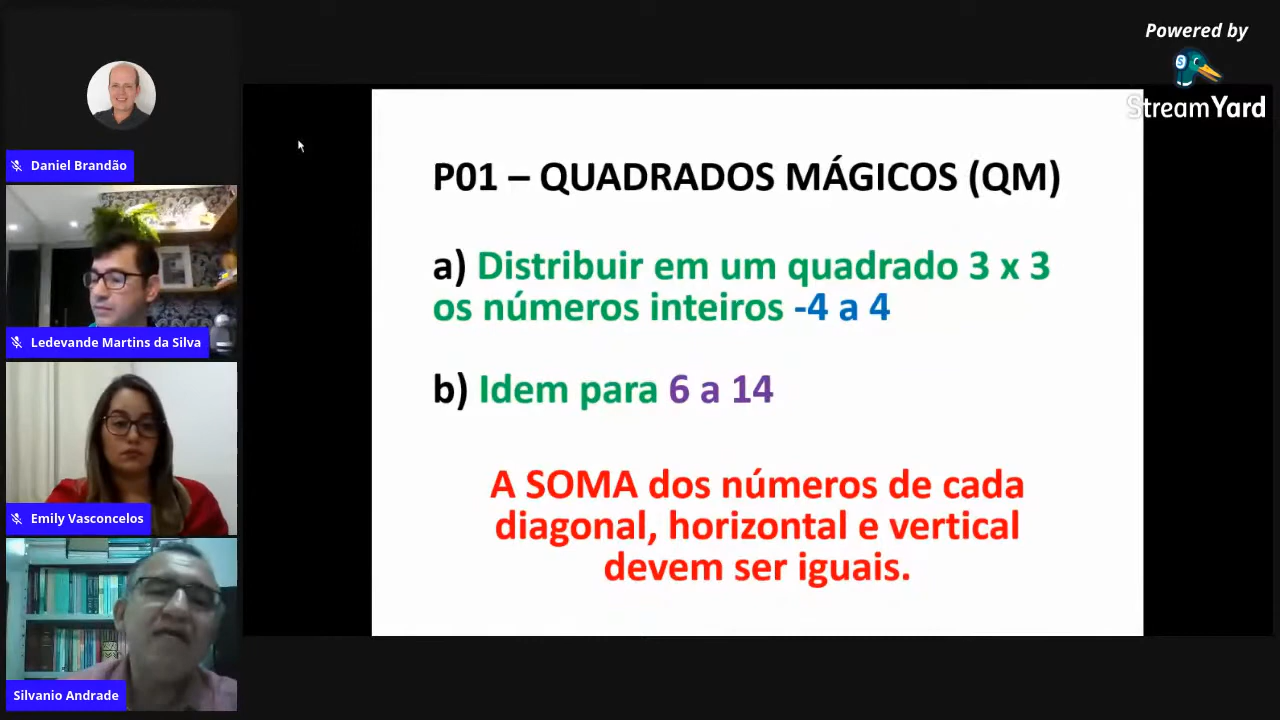 Powered by
StreamYard
Daniel Brandão
Ledevande Martins da Silva
Emily Vasconcelos
Silvanio Andrade
P01 – QUADRADOS MÁGICOS (QM)
a) Distribuir em um quadrado 3 x 3
os números inteiros -4 a 4
b) Idem para 6 a 14
A SOMA dos números de cada
diagonal, horizontal e vertical
devem ser iguais.